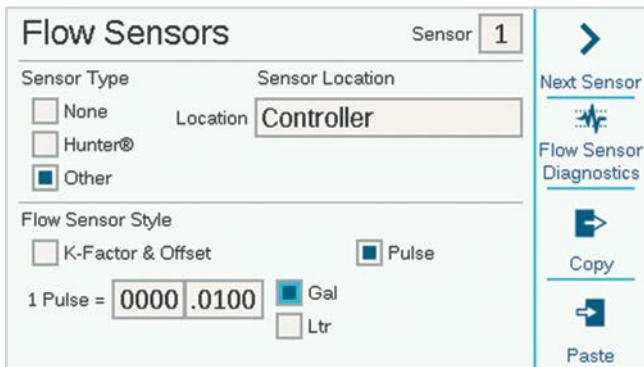 Flow Sensors
Sensor 1
Sensor Type
Sensor Location
None
Hunter®
Other
Location Controller
Flow Sensor Style
K-Factor & Offset
Pulse
1 Pulse = 0000 .0100
Gal
Ltr
Next Sensor
Flow Sensor
Diagnostics
Copy
Paste